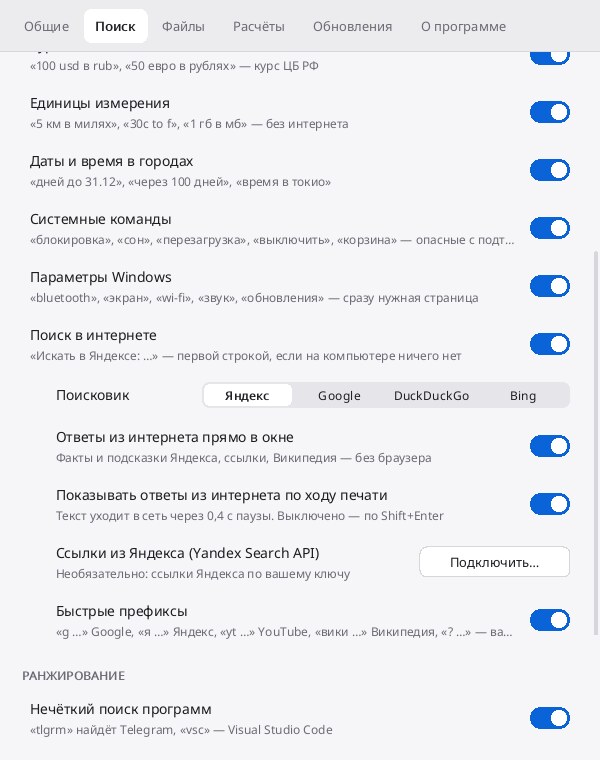 Общие Поиск Файлы Расчёты Обновления О программе
«100 usd в rub», «50 евро в рублях» — курс ЦБ РФ
Единицы измерения
«5 км в милях», «30c to f», «1 гб в мб» — без интернета
Даты и время в городах
«дней до 31.12», «через 100 дней», «время в токио»
Системные команды
«блокировка», «сон», «перезагрузка», «выключить», «корзина» — опасные с подт...
Параметры Windows
«bluetooth», «экран», «wi-fi», «звук», «обновления» — сразу нужная страница
Поиск в интернете
«Искать в Яндексе: ...» — первой строкой, если на компьютере ничего нет
Поисковик Яндекс Google DuckDuckGo Bing
Ответы из интернета прямо в окне
Факты и подсказки Яндекса, ссылки, Википедия — без браузера
Показывать ответы из интернета по ходу печати
Текст уходит в сеть через 0,4 с паузы. Выключено — по Shift+Enter
Ссылки из Яндекса (Yandex Search API)
Подключить...
Необязательно: ссылки Яндекса по вашему ключу
Быстрые префиксы
«g ...» Google, «я ...» Яндекс, «yt ...» YouTube, «вики ...» Википедия, «? ...» — ва...
РАНЖИРОВАНИЕ
Нечёткий поиск программ
«tlgrm» найдёт Telegram, «vsc» — Visual Studio Code